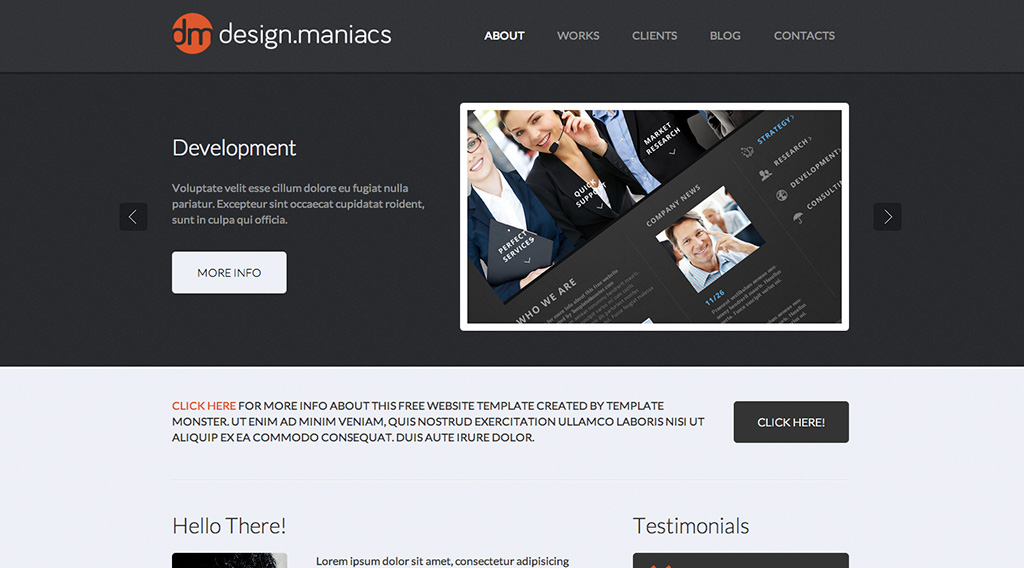 dm design.maniacs
ABOUT WORKS CLIENTS BLOG CONTACTS
Development
Voluptate velit esse cillum dolore eu fugiat nulla
pariatur. Excepteur sint occaecat cupidatat roident,
sunt in culpa qui officia.
MORE INFO
PERFECT
SERVICES
QUICK
SUPPORT
MARKET
RESEARCH
STRATEGY
RESEARCH
DEVELOPMENT
COMPANY NEWS
WHO WE ARE
11/26
CLICK HERE FOR MORE INFO ABOUT THIS FREE WEBSITE TEMPLATE CREATED BY TEMPLATE
MONSTER. UT ENIM AD MINIM VENIAM, QUIS NOSTRUD EXERCITATION ULLAMCO LABORIS NISI UT
ALIQUIP EX EA COMMODO CONSEQUAT. DUIS AUTE IRURE DOLOR.
CLICK HERE!
Hello There!
Lorem ipsum dolor sit amet, consectetur adipisicing
Testimonials